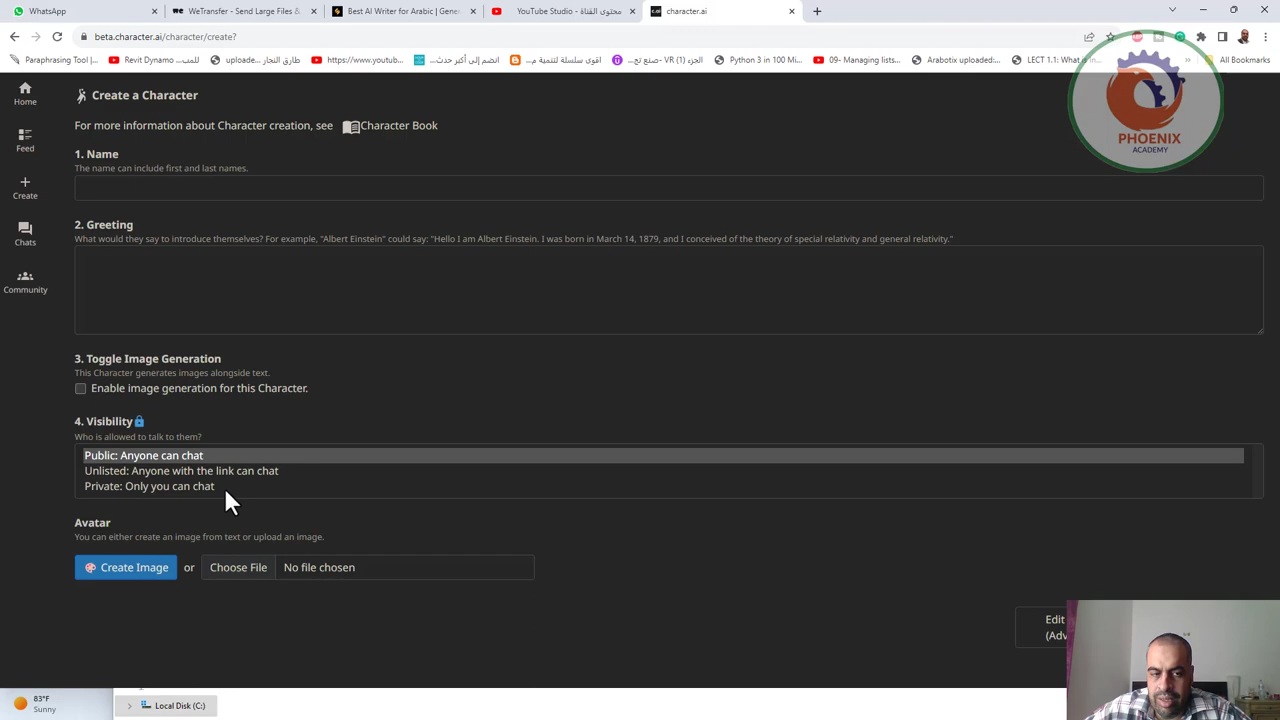 WhatsApp
WeTransfer - Send Large Files &
Best AI Writer for Arabic | Gene
محتوى القناة - YouTube Studio
character.ai
beta.character.ai/character/create?
Paraphrasing Tool |...
Revit Dynamo للمب...
طارق النجار - uploade...
https://www.youtub...
انضم إلى أكثر حدث...
اقوى سلسلة لتنمية م...
الجزء (1) VR -صنع تج...
Python 3 in 100 Mi...
09- Managing lists...
Arabotix uploaded:...
LECT 1.1: What is In...
All Bookmarks
PHOENIX
ACADEMY
Home
Feed
Create
Chats
Community
Create a Character
For more information about Character creation, see Character Book
1. Name
The name can include first and last names.
2. Greeting
What would they say to introduce themselves? For example, "Albert Einstein" could say: "Hello I am Albert Einstein. I was born in March 14, 1879, and I conceived of the theory of special relativity and general relativity."
3. Toggle Image Generation
This Character generates images alongside text.
Enable image generation for this Character.
4. Visibility
Who is allowed to talk to them?
Public: Anyone can chat
Unlisted: Anyone with the link can chat
Private: Only you can chat
Avatar
You can either create an image from text or upload an image.
Create Image or Choose File No file chosen
Edit
(Adv
83°F
Sunny
Local Disk (C:)